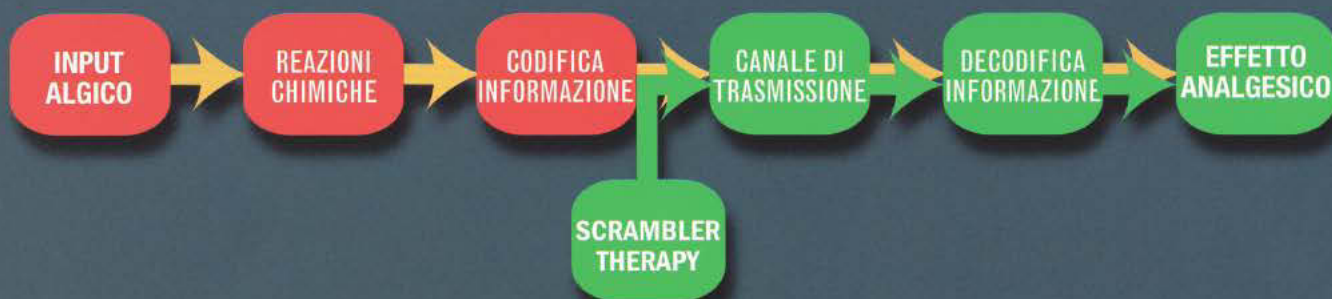 INPUT
ALGICO
REAZIONI
CHIMICHE
CODIFICA
INFORMAZIONE
CANALE DI
TRASMISSIONE
DECODIFICA
INFORMAZIONE
EFFETTO
ANALGESICO
SCRAMBLER
THERAPY